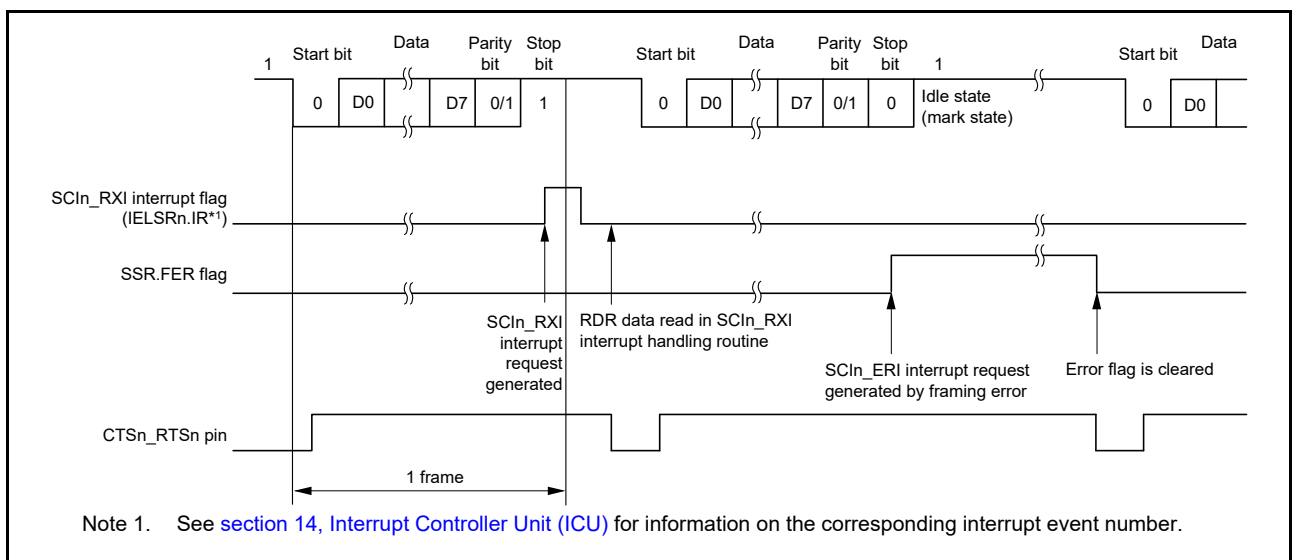 Start bit
Data
Parity bit
Stop bit
Start bit
Data
Parity bit
Stop bit
Start bit
Data
1
1
0
D0
D7
0/1
1
0
D0
D7
0/1
0
Idle state
(mark state)
0
D0
SCIn_RXI interrupt flag
(IELSRn.IR*1)
SSR.FER flag
SCIn_RXI
interrupt
request
generated
RDR data read in SCIn_RXI
interrupt handling routine
SCIn_ERI interrupt request
generated by framing error
Error flag is cleared
CTSn_RTSn pin
1 frame
Note 1. See section 14, Interrupt Controller Unit (ICU) for information on the corresponding interrupt event number.